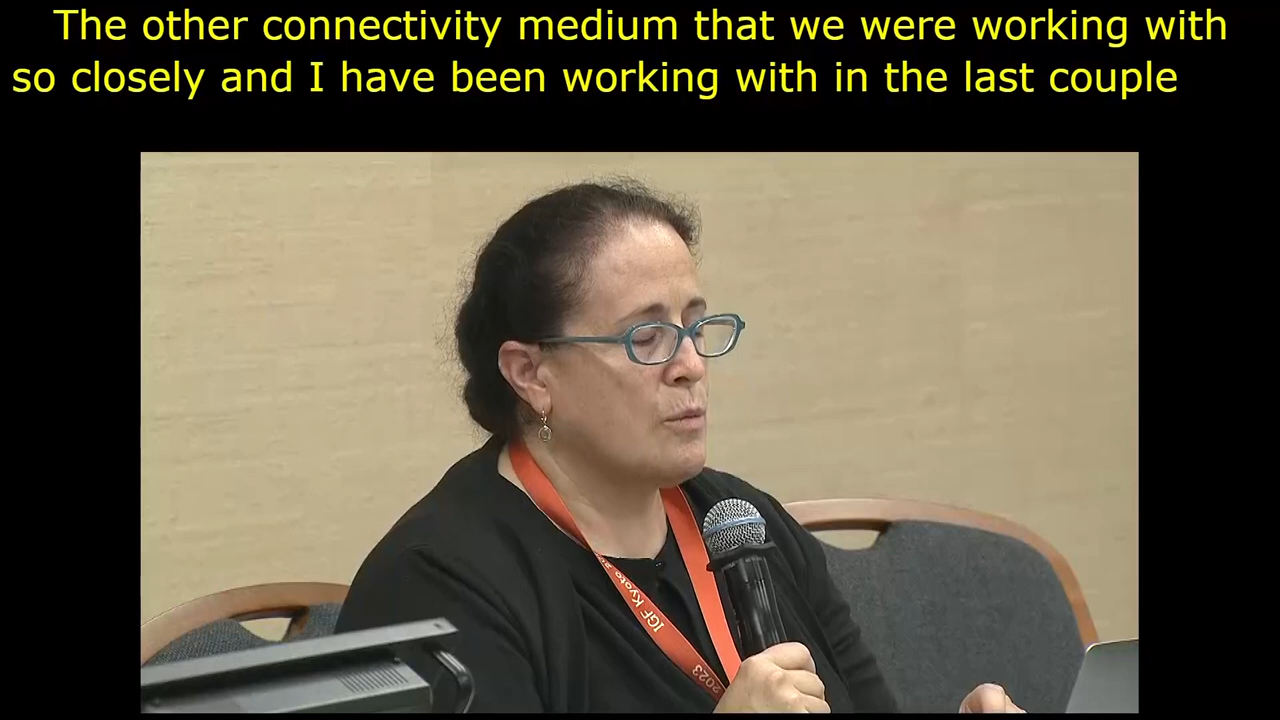 The other connectivity medium that we were working with
so closely and I have been working with in the last couple
IGF Kyoto 2023
2023